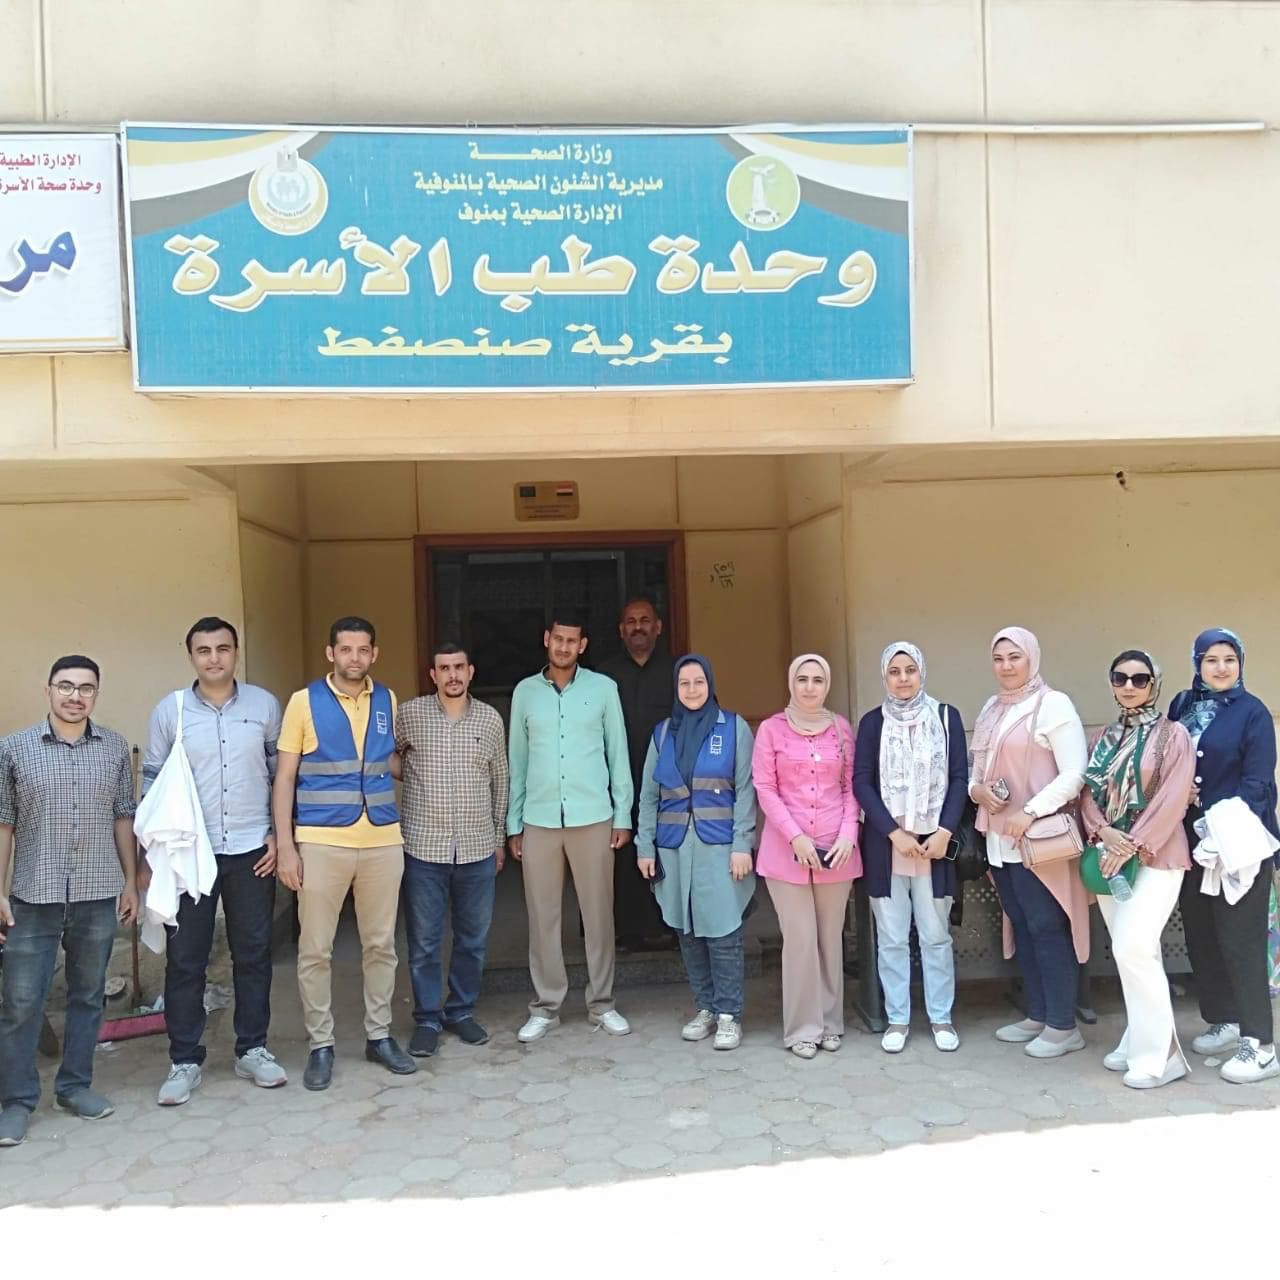 الإدارة الطبية
وحدة صحة الأسرة
مر
وزارة الصحـــة
مديرية الشئون الصحية بالمنوفية
الإدارة الصحية بمنوف
وحدة طب الأسرة
بقرية صنصفط